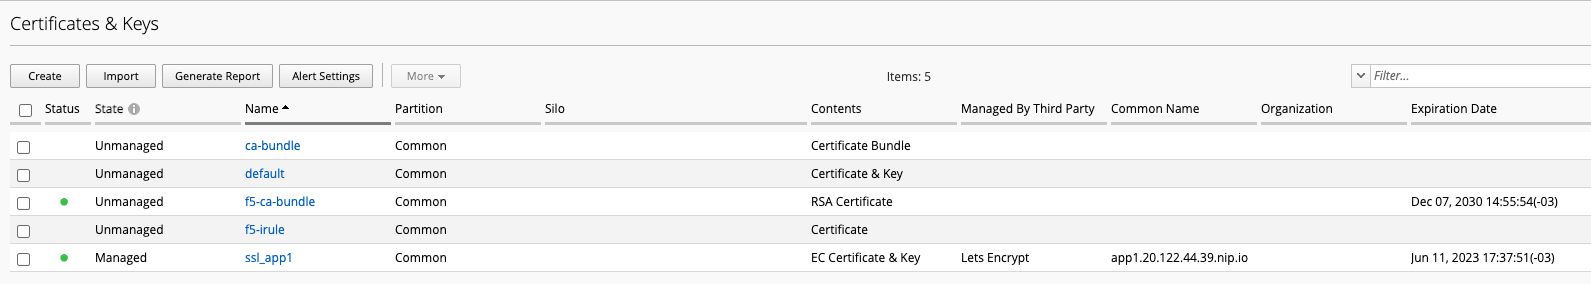 Certificates & Keys
Create Import Generate Report Alert Settings More Items: 5 Filter...
Status State Name Partition Silo Contents Managed By Third Party Common Name Organization Expiration Date
Unmanaged ca-bundle Common Certificate Bundle
Unmanaged default Common Certificate & Key
Unmanaged f5-ca-bundle Common RSA Certificate Dec 07, 2030 14:55:54(-03)
Unmanaged f5-irule Common Certificate
Managed ssl_app1 Common EC Certificate & Key Lets Encrypt app1.20.122.44.39.nip.io Jun 11, 2023 17:37:51(-03)